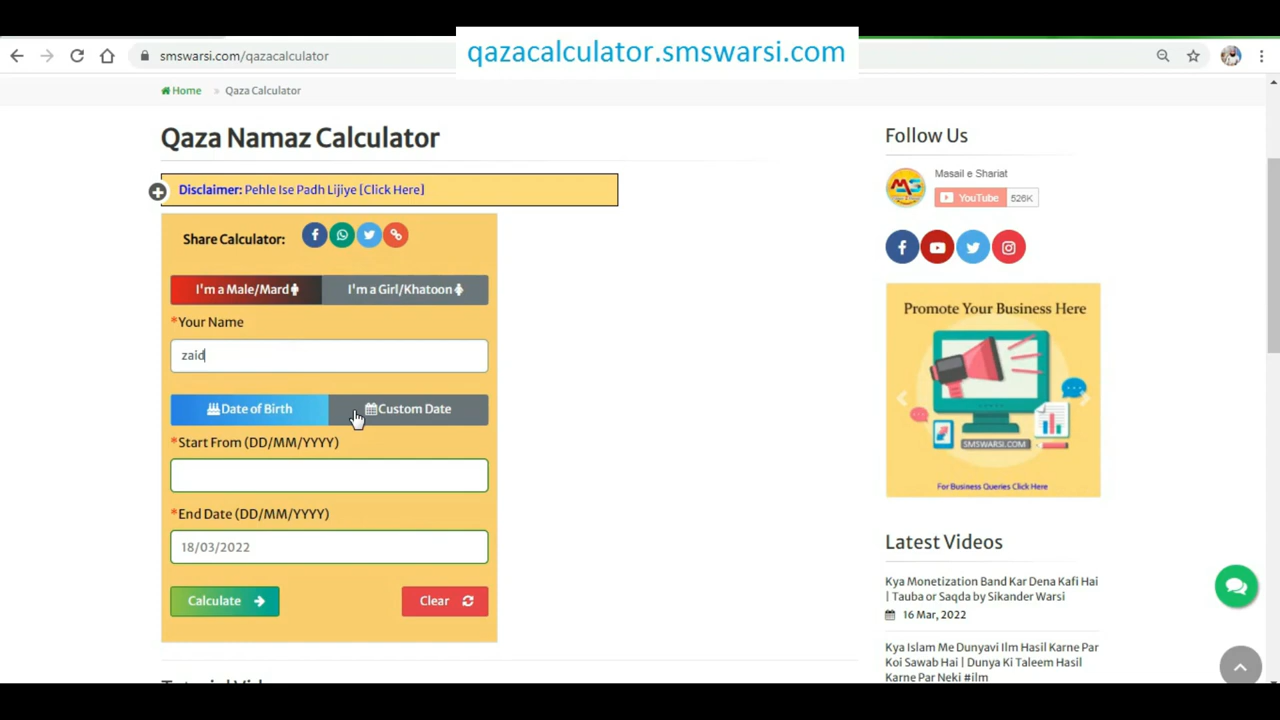 qazacalculator.smswarsi.com
smswarsi.com/qazacalculator
Home » Qaza Calculator
Qaza Namaz Calculator
Disclaimer: Pehle Ise Padh Lijiye [Click Here]
Share Calculator:
I'm a Male/Mard
I'm a Girl/Khatoon
*Your Name
zaid
Date of Birth
Custom Date
*Start From (DD/MM/YYYY)
*End Date (DD/MM/YYYY)
18/03/2022
Calculate
Clear
Follow Us
MS
Masail e Shariat
YouTube 526K
Promote Your Business Here
SMSWARSI.COM
For Business Queries Click Here
Latest Videos
Kya Monetization Band Kar Dena Kafi Hai
| Tauba or Saqda by Sikander Warsi
16 Mar, 2022
Kya Islam Me Dunyavi Ilm Hasil Karne Par
Koi Sawab Hai | Dunya Ki Taleem Hasil
Karne Par Neki #ilm